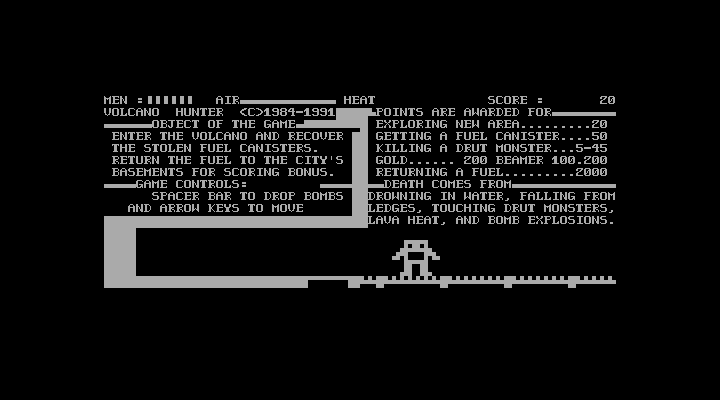 MEN : AIR HEAT SCORE : 20
VOLCANO HUNTER <C>1984-1991
OBJECT OF THE GAME
ENTER THE VOLCANO AND RECOVER
THE STOLEN FUEL CANISTERS.
RETURN THE FUEL TO THE CITY'S
BASEMENTS FOR SCORING BONUS.
GAME CONTROLS:
SPACER BAR TO DROP BOMBS
AND ARROW KEYS TO MOVE
POINTS ARE AWARDED FOR
EXPLORING NEW AREA.........20
GETTING A FUEL CANISTER....50
KILLING A DRUT MONSTER...5-45
GOLD...... 200 BEAMER 100.200
RETURNING A FUEL.........2000
DEATH COMES FROM
DROWNING IN WATER, FALLING FROM
LEDGES, TOUCHING DRUT MONSTERS,
LAVA HEAT, AND BOMB EXPLOSIONS.